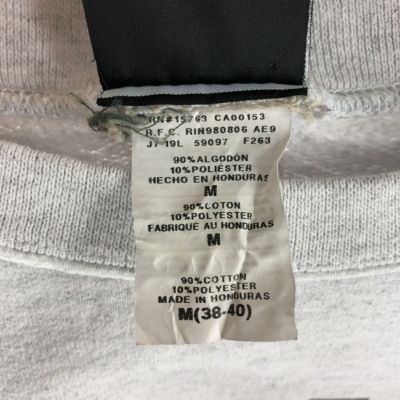 RN#15763 CA00153
R.F.C. RIN980806 AE9
J7-19L 59097 F263
90%ALGODÓN
10%POLIÉSTER
HECHO EN HONDURAS
M
90%COTON
10%POLYESTER
FABRIQUÉ AU HONDURAS
M
90%COTTON
10%POLYESTER
MADE IN HONDURAS
M(38-40)